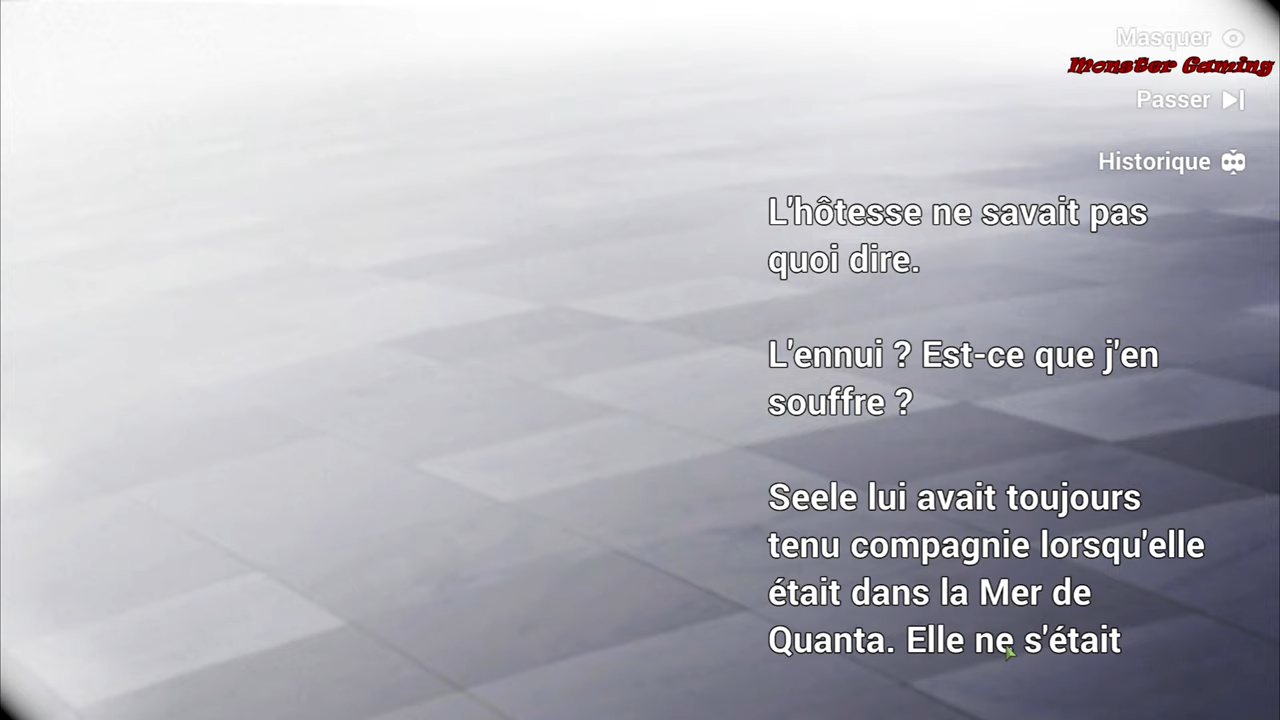 Masquer
Monster Gaming
Passer
Historique
L'hôtesse ne savait pas
quoi dire.
L'ennui ? Est-ce que j'en
souffre ?
Seele lui avait toujours
tenu compagnie lorsqu'elle
était dans la Mer de
Quanta. Elle ne s'était